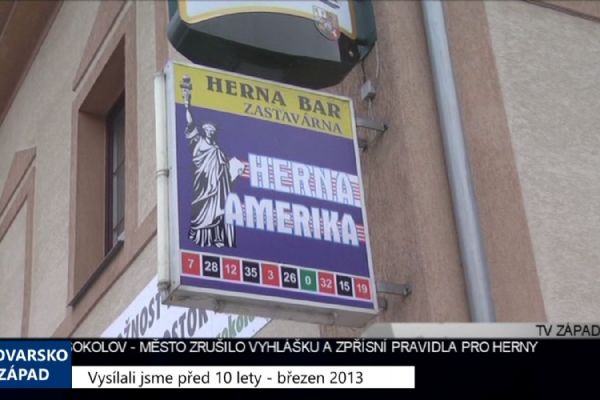 HERNA BAR
ZASTAVÁRNA
HERNA
AMERIKA
7 28 12 35 3 26 0 32 15 19
TV ZÁPAD
SOKOLOV - MĚSTO ZRUŠILO VYHLÁŠKU A ZPŘÍSNÍ PRAVIDLA PRO HERNY
OVARSKO
ZÁPAD
Vysílali jsme před 10 lety - březen 2013